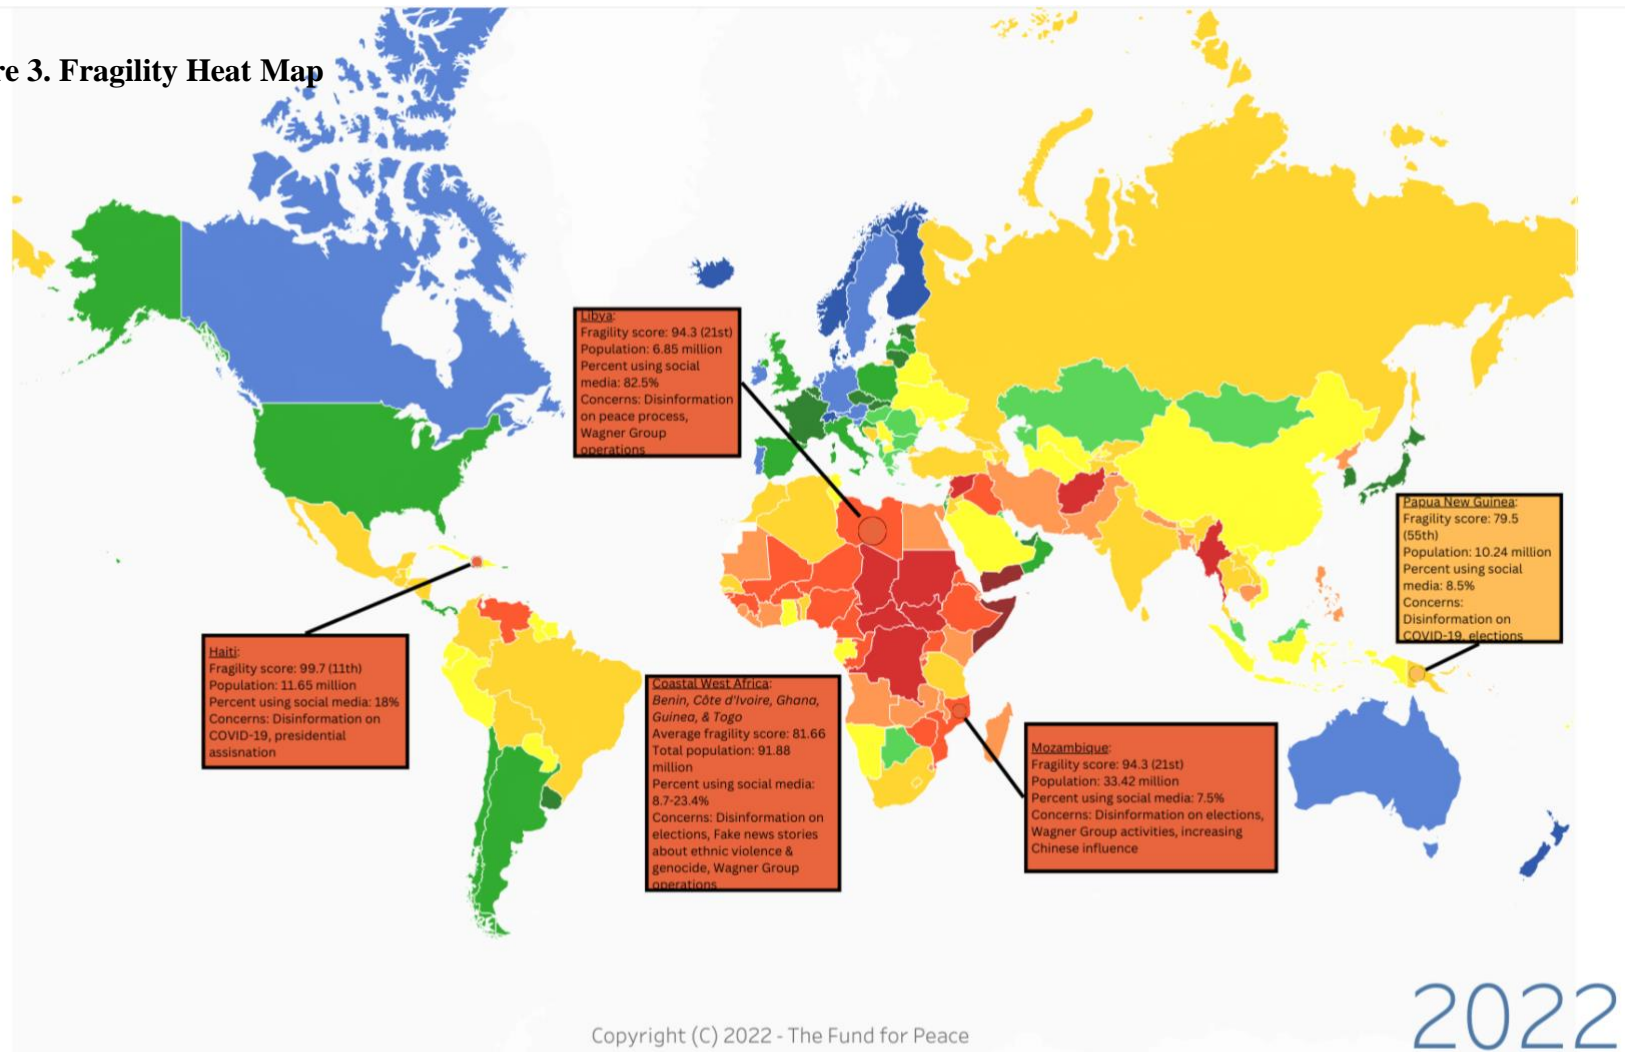 re 3. Fragility Heat Map
Libya:
Fragility score: 94.3 (21st)
Population: 6.85 million
Percent using social
media: 82.5%
Concerns: Disinformation
on peace process,
Wagner Group
operations
Papua New Guinea:
Fragility score: 79.5
(55th)
Population: 10.24 million
Percent using social
media: 8.5%
Concerns:
Disinformation on
COVID-19, elections
Haiti:
Fragility score: 99.7 (11th)
Population: 11.65 million
Percent using social media: 18%
Concerns: Disinformation on
COVID-19, presidential
assisnation
Coastal West Africa:
Benin, Côte d'Ivoire, Ghana,
Guinea, & Togo
Average fragility score: 81.66
Total population: 91.88
million
Percent using social media:
8.7-23.4%
Concerns: Disinformation on
elections, Fake news stories
about ethnic violence &
genocide, Wagner Group
operations
Mozambique:
Fragility score: 94.3 (21st)
Population: 33.42 million
Percent using social media: 7.5%
Concerns: Disinformation on elections,
Wagner Group activities, increasing
Chinese influence
2022
Copyright (C) 2022 - The Fund for Peace